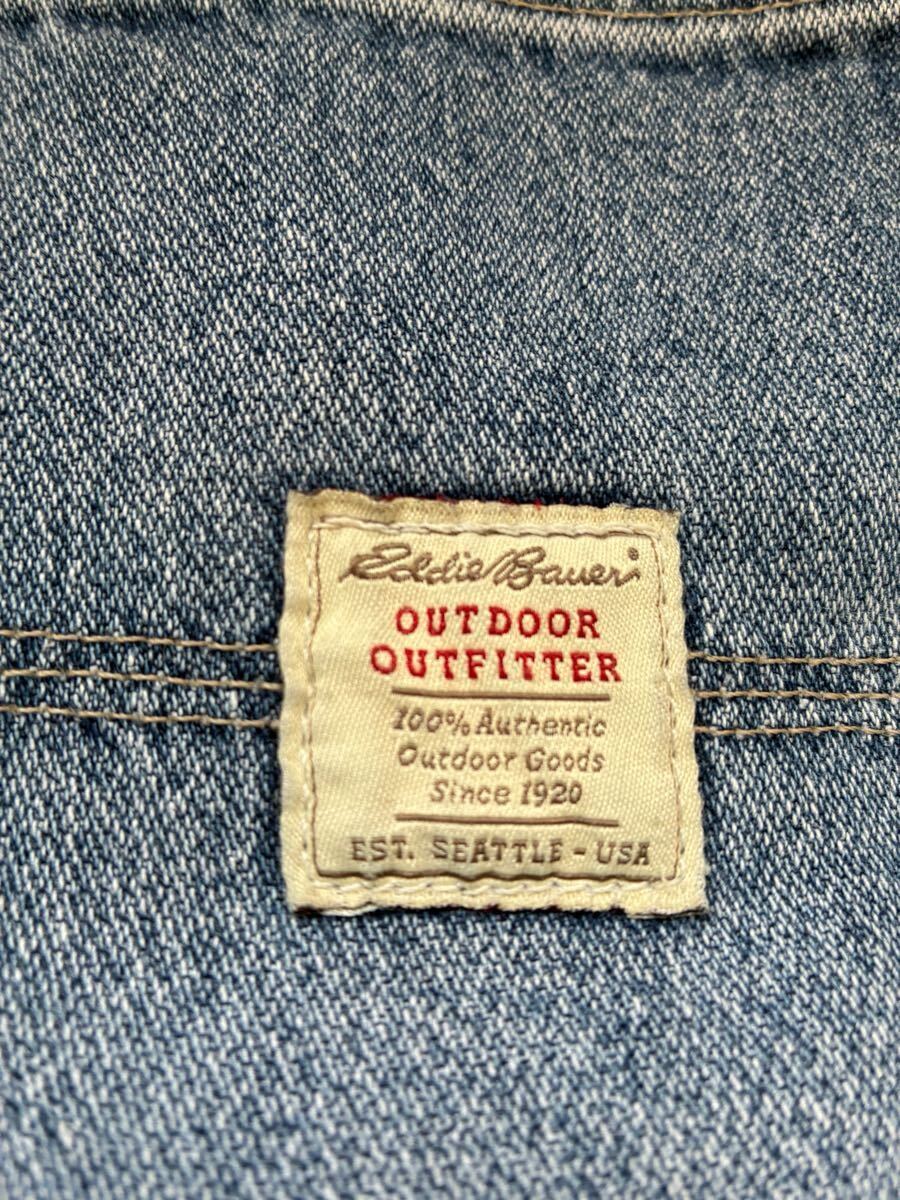 Eddie Bauer®
OUTDOOR
OUTFITTER
100% Authentic
Outdoor Goods
Since 1920
EST. SEATTLE - USA